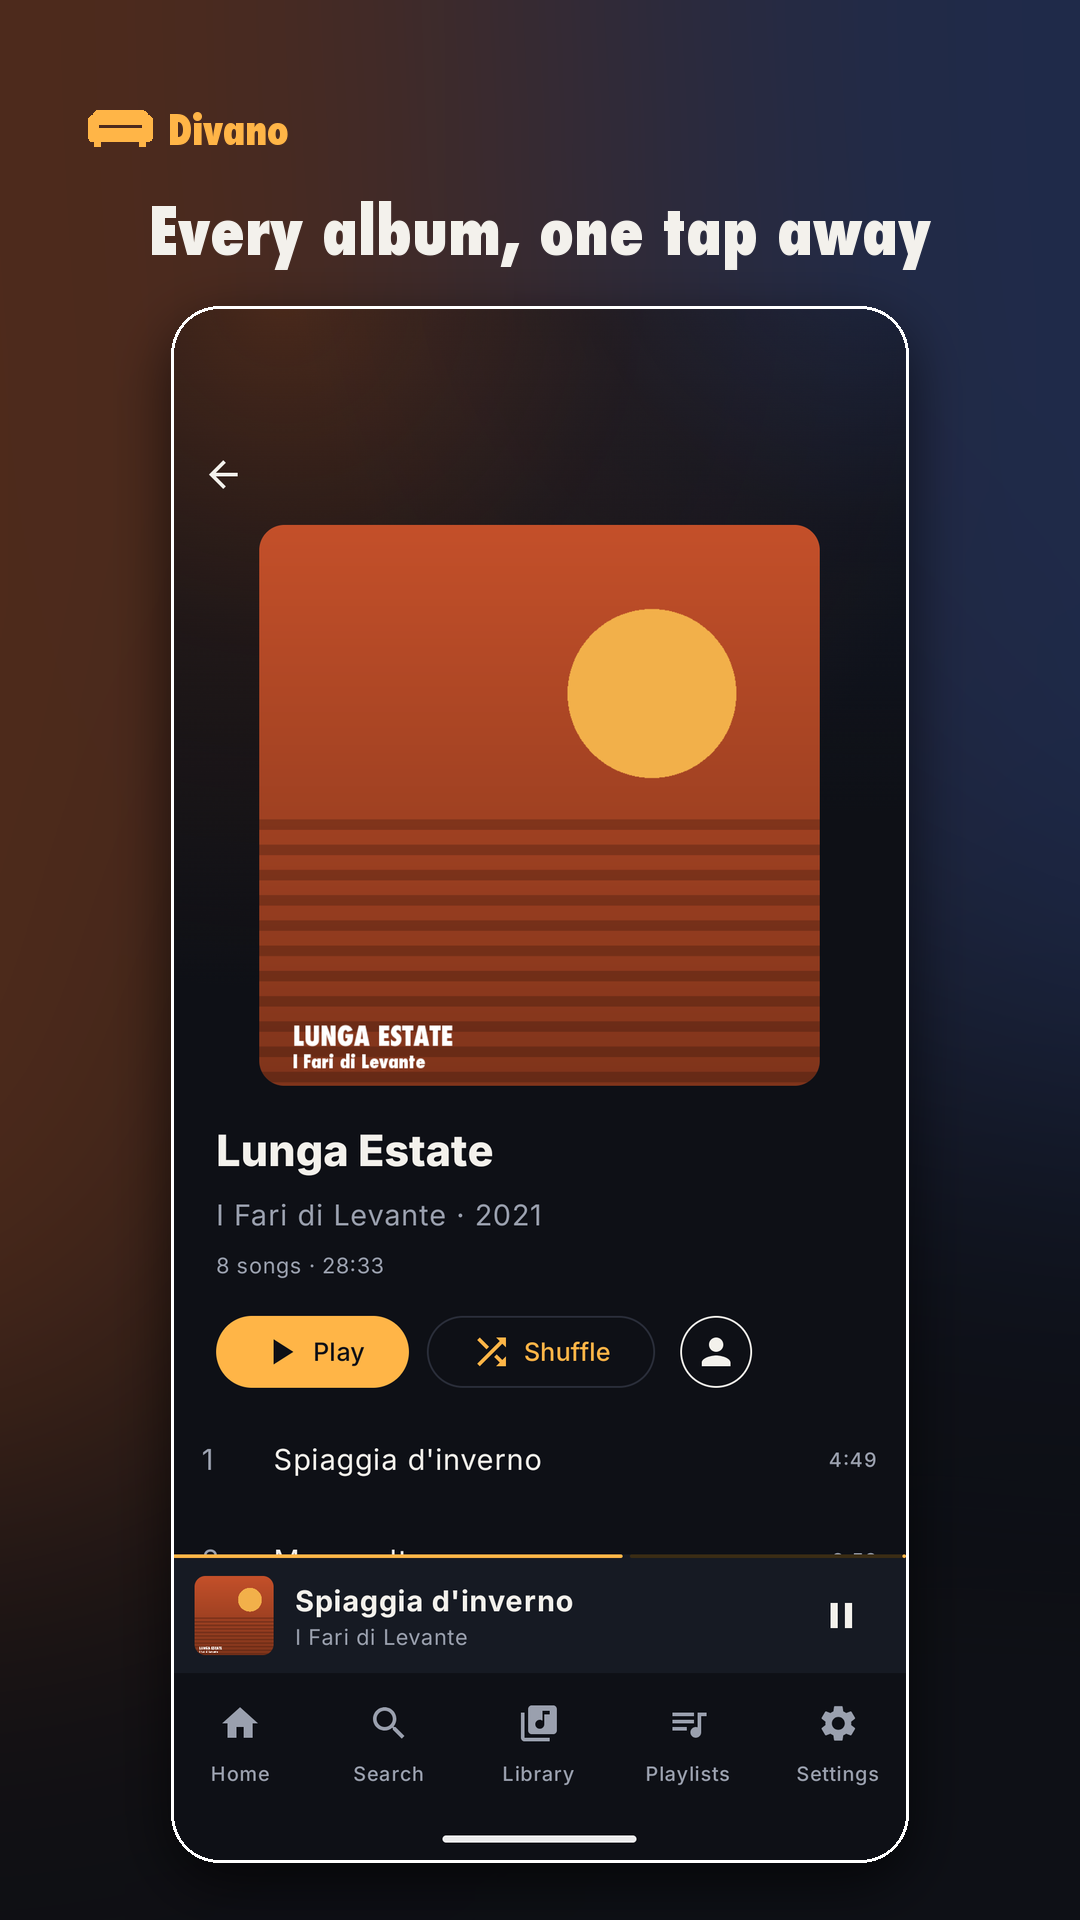 Divano
Every album, one tap away
LUNGA ESTATE
I Fari di Levante
Lunga Estate
I Fari di Levante · 2021
8 songs · 28:33
Play
Shuffle
1 Spiaggia d'inverno 4:49
Spiaggia d'inverno
I Fari di Levante
Home
Search
Library
Playlists
Settings